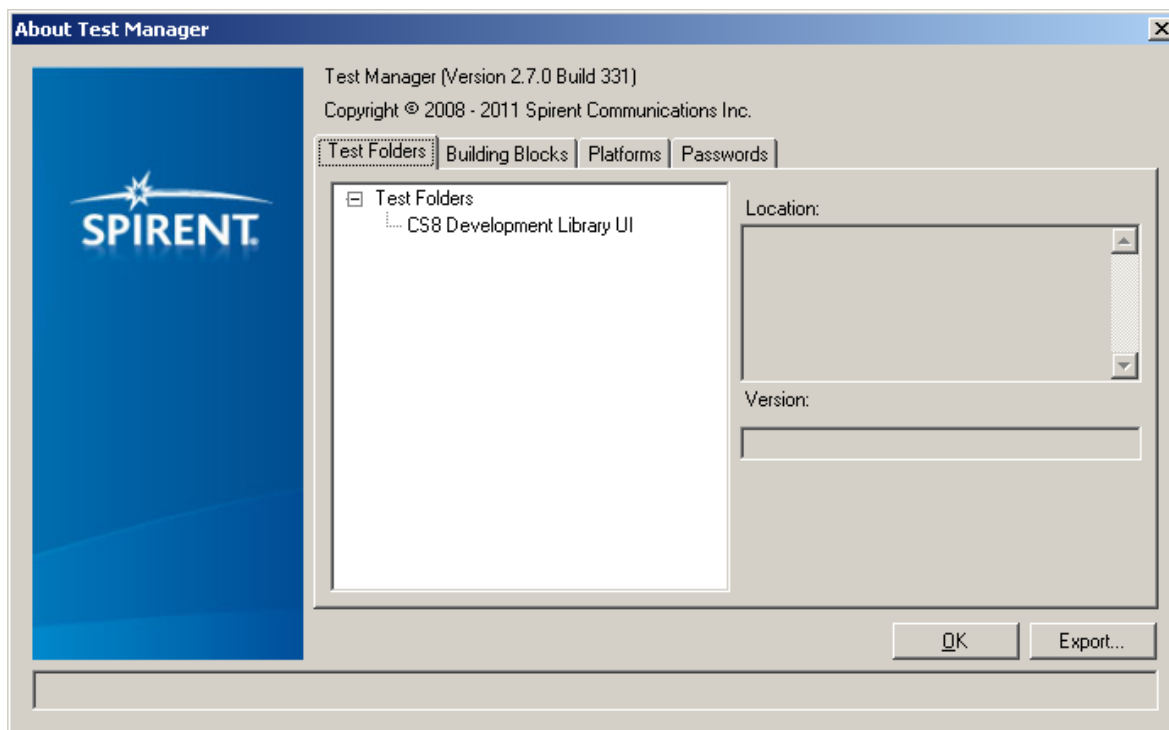 About Test Manager
SPIRENT.
Test Manager (Version 2.7.0 Build 331)
Copyright © 2008 - 2011 Spirent Communications Inc.
Test Folders Building Blocks Platforms Passwords
Test Folders
CS8 Development Library UI
Location:
Version:
OK Export...